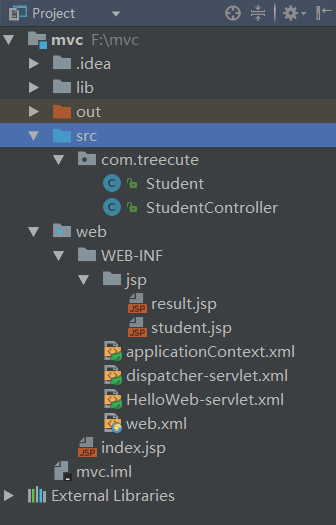 Project
mvc F:\mvc
.idea
lib
out
src
com.treecute
C Student
C StudentController
web
WEB-INF
jsp
JSP result.jsp
JSP student.jsp
applicationContext.xml
dispatcher-servlet.xml
HelloWeb-servlet.xml
web.xml
JSP index.jsp
mvc.iml
External Libraries